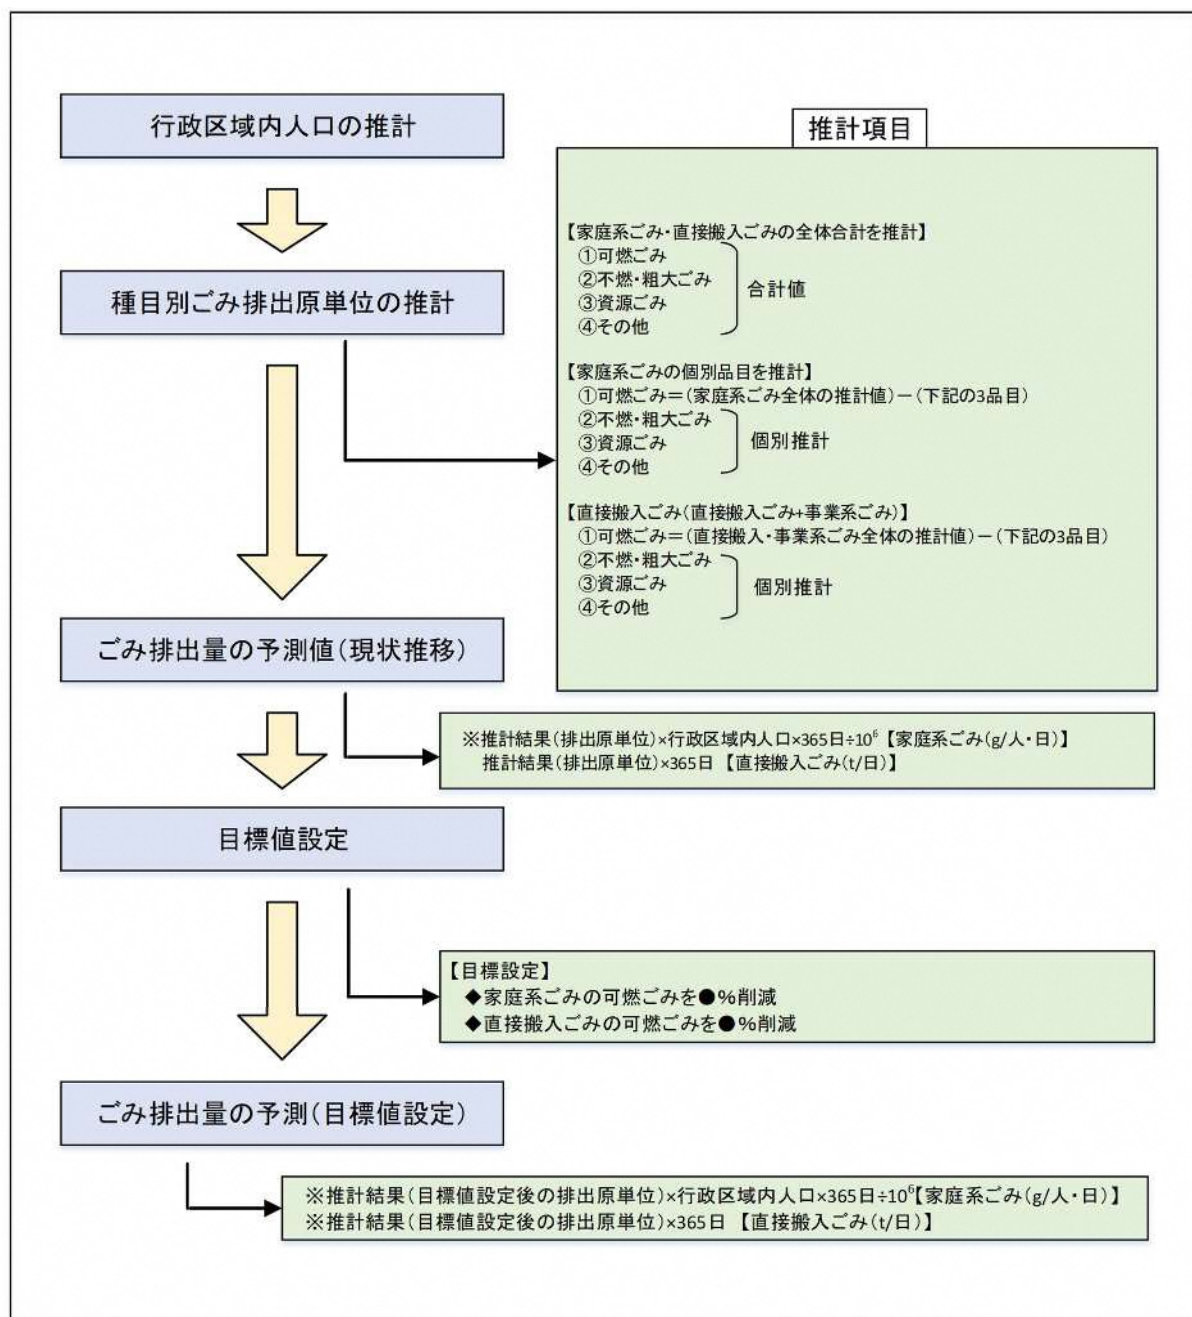 行政区域内人口の推計
種目別ごみ排出原単位の推計
推計項目
【家庭系ごみ・直接搬入ごみの全体合計を推計】
①可燃ごみ
②不燃・粗大ごみ
③資源ごみ
④その他
合計値
【家庭系ごみの個別品目を推計】
①可燃ごみ＝(家庭系ごみ全体の推計値)－(下記の3品目)
②不燃・粗大ごみ
③資源ごみ
④その他
個別推計
【直接搬入ごみ(直接搬入ごみ+事業系ごみ)】
①可燃ごみ＝(直接搬入・事業系ごみ全体の推計値)－(下記の3品目)
②不燃・粗大ごみ
③資源ごみ
④その他
個別推計
ごみ排出量の予測値(現状推移)
※推計結果(排出原単位)×行政区域内人口×365日÷10⁶【家庭系ごみ(g/人・日)】
推計結果(排出原単位)×365日【直接搬入ごみ(t/日)】
目標値設定
【目標設定】
◆家庭系ごみの可燃ごみを●%削減
◆直接搬入ごみの可燃ごみを●%削減
ごみ排出量の予測(目標値設定)
※推計結果(目標値設定後の排出原単位)×行政区域内人口×365日÷10⁶【家庭系ごみ(g/人・日)】
※推計結果(目標値設定後の排出原単位)×365日【直接搬入ごみ(t/日)】